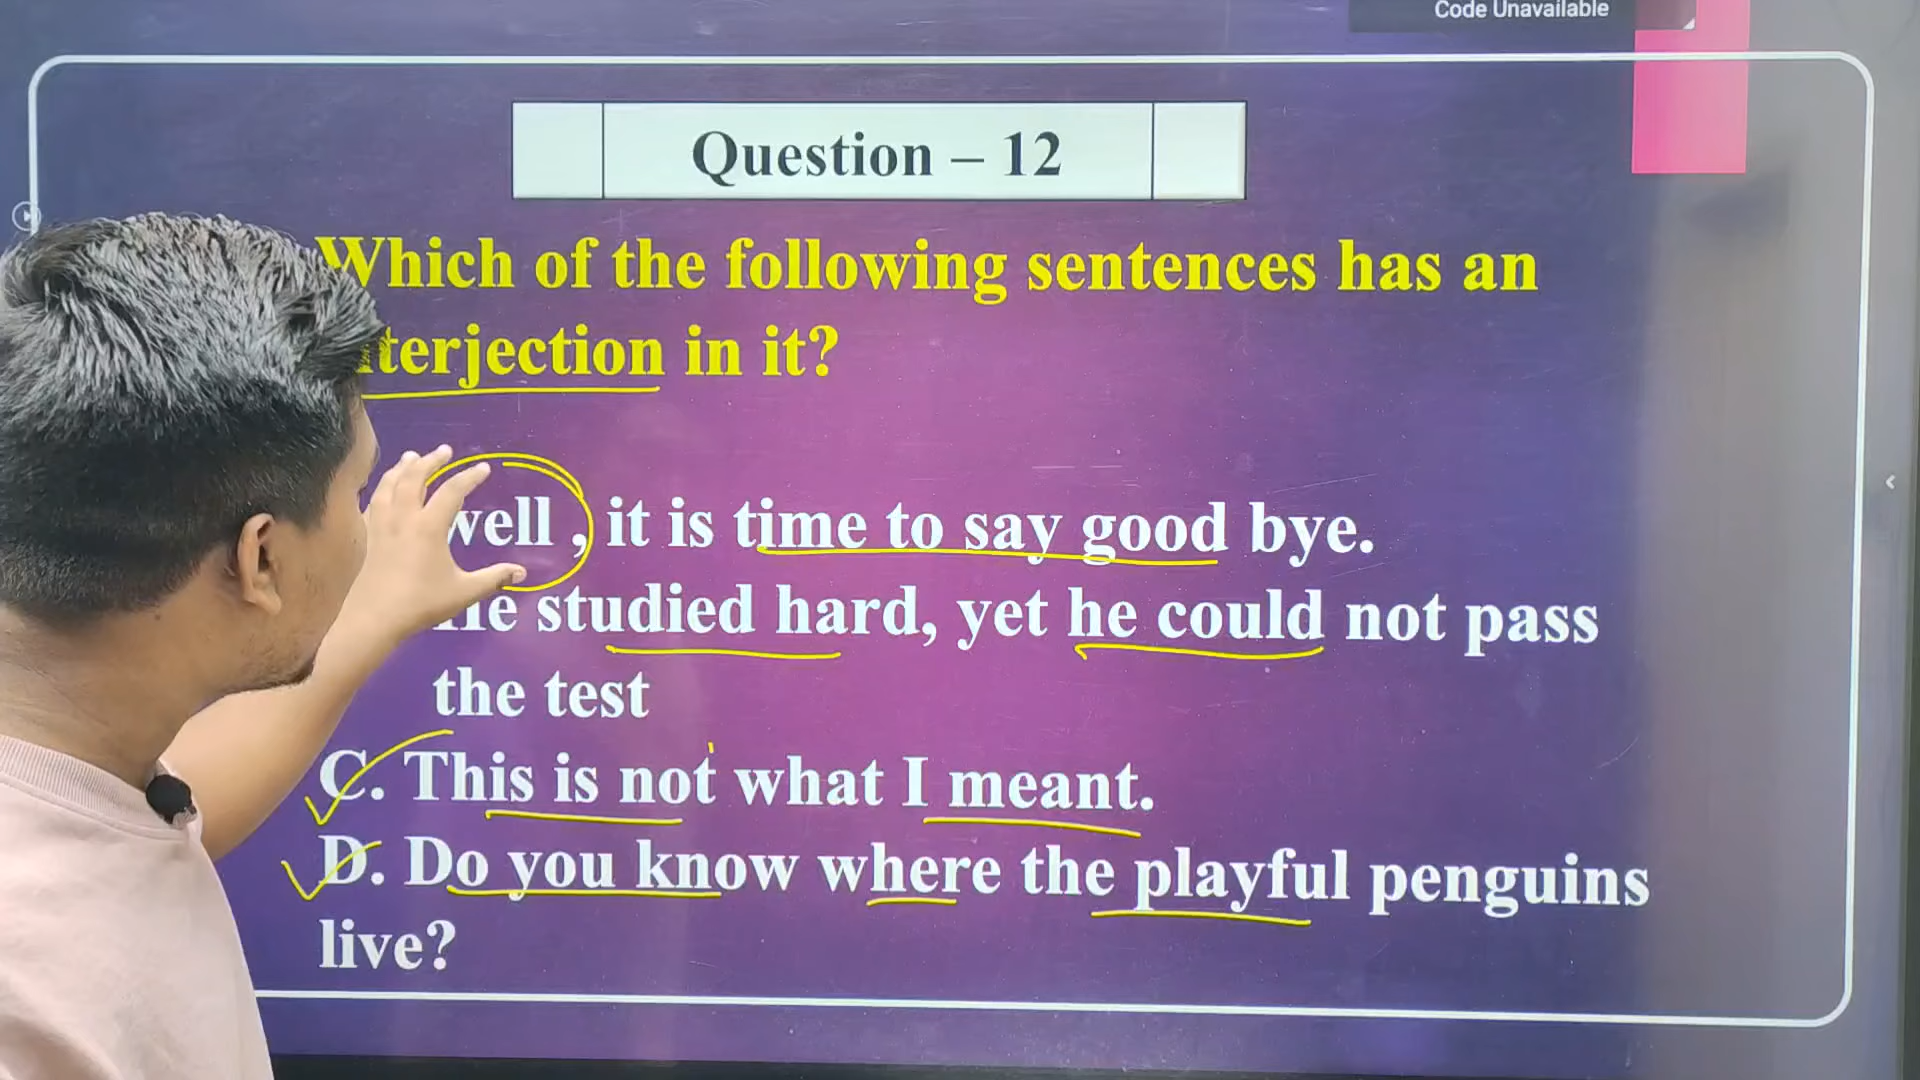 Code Unavailable
Question – 12
Which of the following sentences has an
terjection in it?
well , it is time to say good bye.
He studied hard, yet he could not pass
the test
C. This is not what I meant.
D. Do you know where the playful penguins
live?